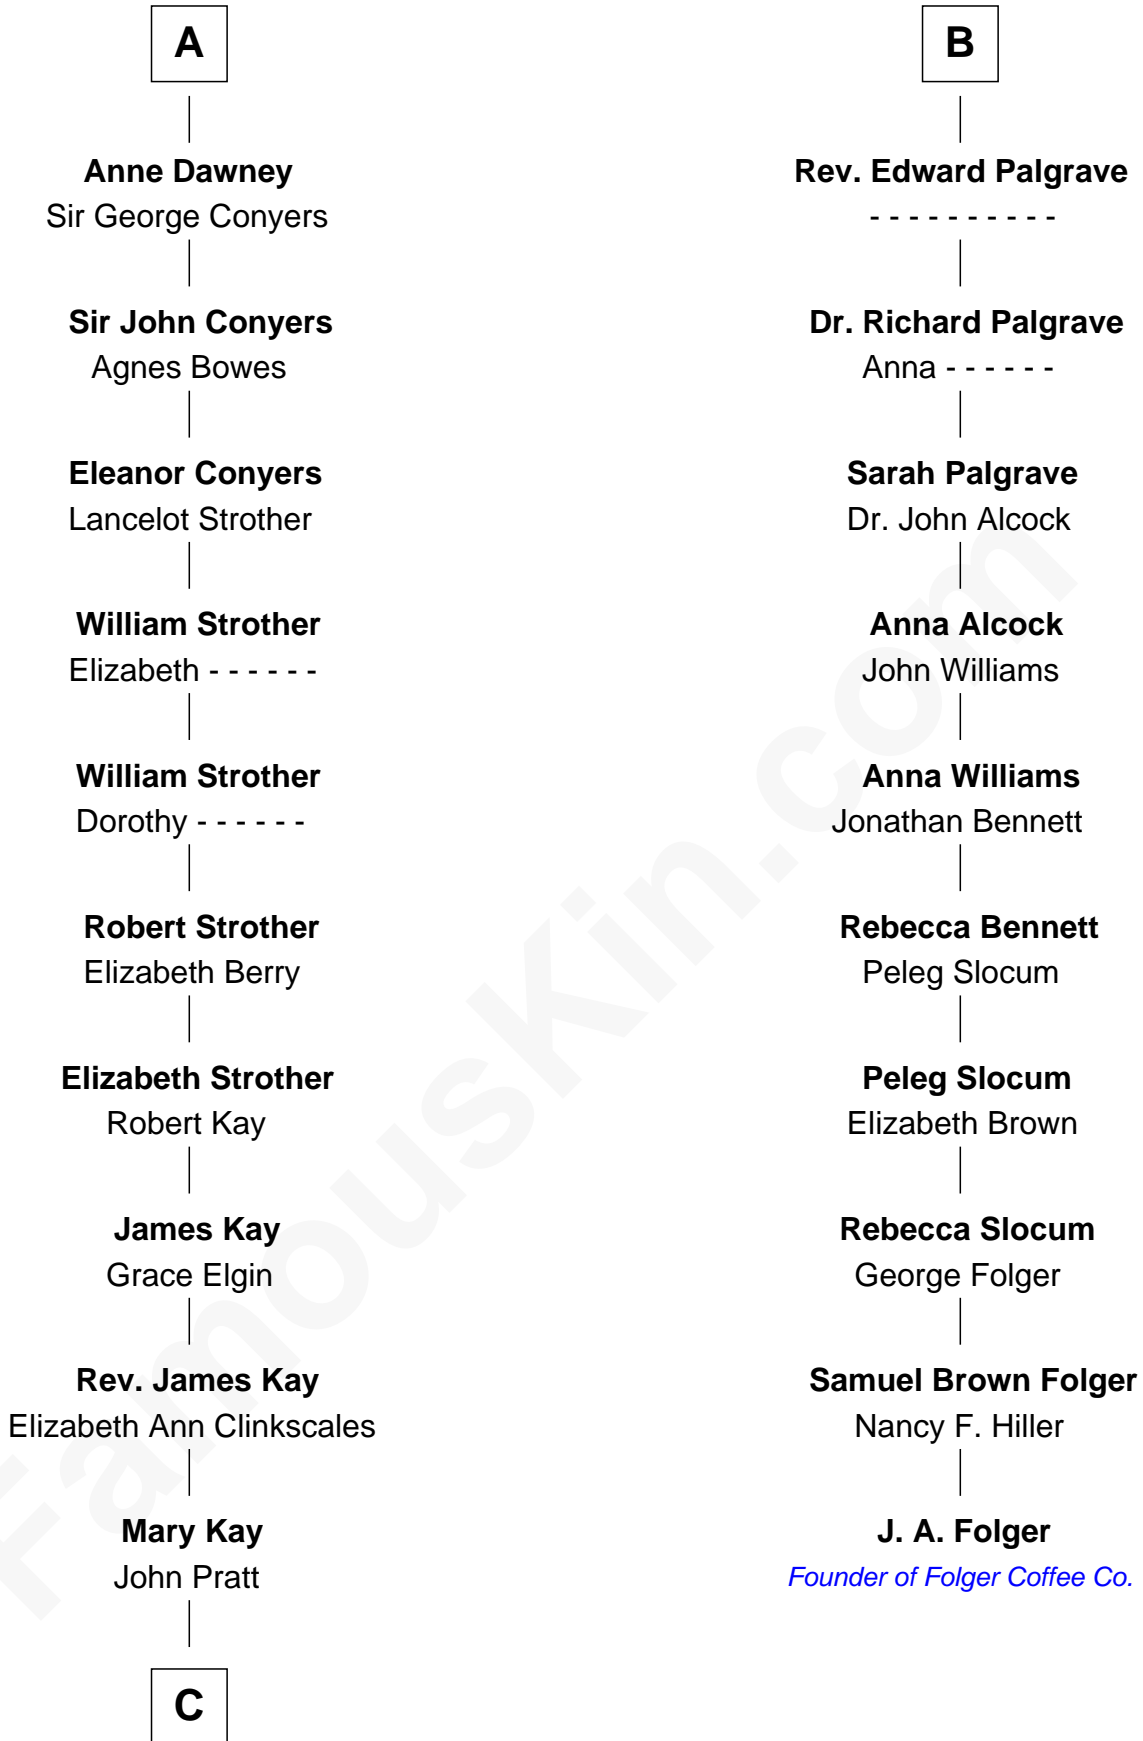 A
Anne Dawney
Sir George Conyers
Sir John Conyers
Agnes Bowes
Eleanor Conyers
Lancelot Strother
William Strother
Elizabeth - - - - - -
William Strother
Dorothy - - - - - -
Robert Strother
Elizabeth Berry
Elizabeth Strother
Robert Kay
James Kay
Grace Elgin
Rev. James Kay
Elizabeth Ann Clinkscales
Mary Kay
John Pratt
C
B
Rev. Edward Palgrave
- - - - - - - - - -
Dr. Richard Palgrave
Anna - - - - - -
Sarah Palgrave
Dr. John Alcock
Anna Alcock
John Williams
Anna Williams
Jonathan Bennett
Rebecca Bennett
Peleg Slocum
Peleg Slocum
Elizabeth Brown
Rebecca Slocum
George Folger
Samuel Brown Folger
Nancy F. Hiller
J. A. Folger
Founder of Folger Coffee Co.
FamousKin.com